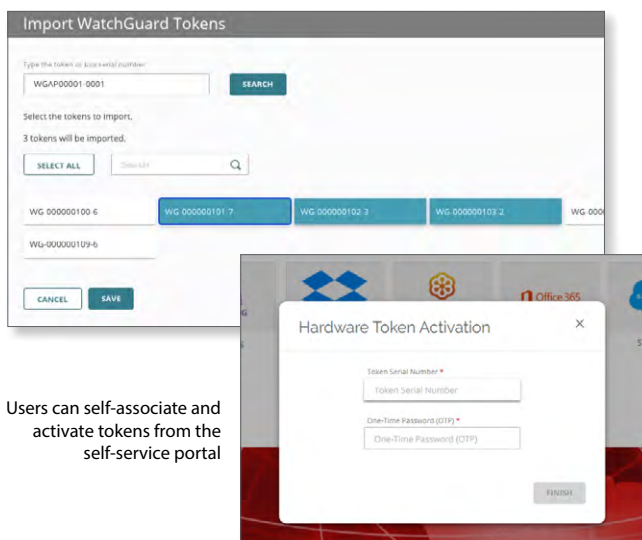 Import WatchGuard Tokens
Type the token or box serial number
WGAP00001-0001
SEARCH
Select the tokens to import.
3 tokens will be imported.
SELECT ALL
Search
WG-000000100-6
WG-000000101-7
WG-000000102-3
WG-000000103-2
WG-000
WG-000000109-6
CANCEL
SAVE
Office 365
Hardware Token Activation
Token Serial Number *
Token Serial Number
One-Time Password (OTP) *
One-Time Password (OTP)
FINISH
Users can self-associate and
activate tokens from the
self-service portal